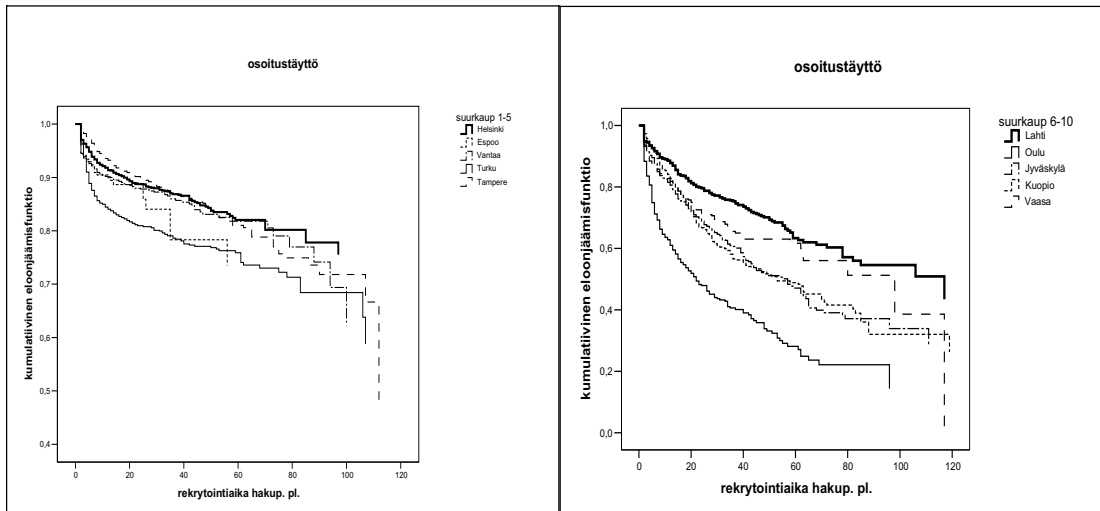 osoitustäyttö
suurkaup 1-5
Helsinki
Espoo
Vantaa
Turku
Tampere
kumulatiivinen eloonjäämisfunktio
1,0
0,9
0,8
0,7
0,6
0,5
0,4
0 20 40 60 80 100 120
rekrytointiaika hakup. pl.
osoitustäyttö
suurkaup 6-10
Lahti
Oulu
Jyväskylä
Kuopio
Vaasa
kumulatiivinen eloonjäämisfunktio
1,0
0,8
0,6
0,4
0,2
0,0
0 20 40 60 80 100 120
rekrytointiaika hakup. pl.